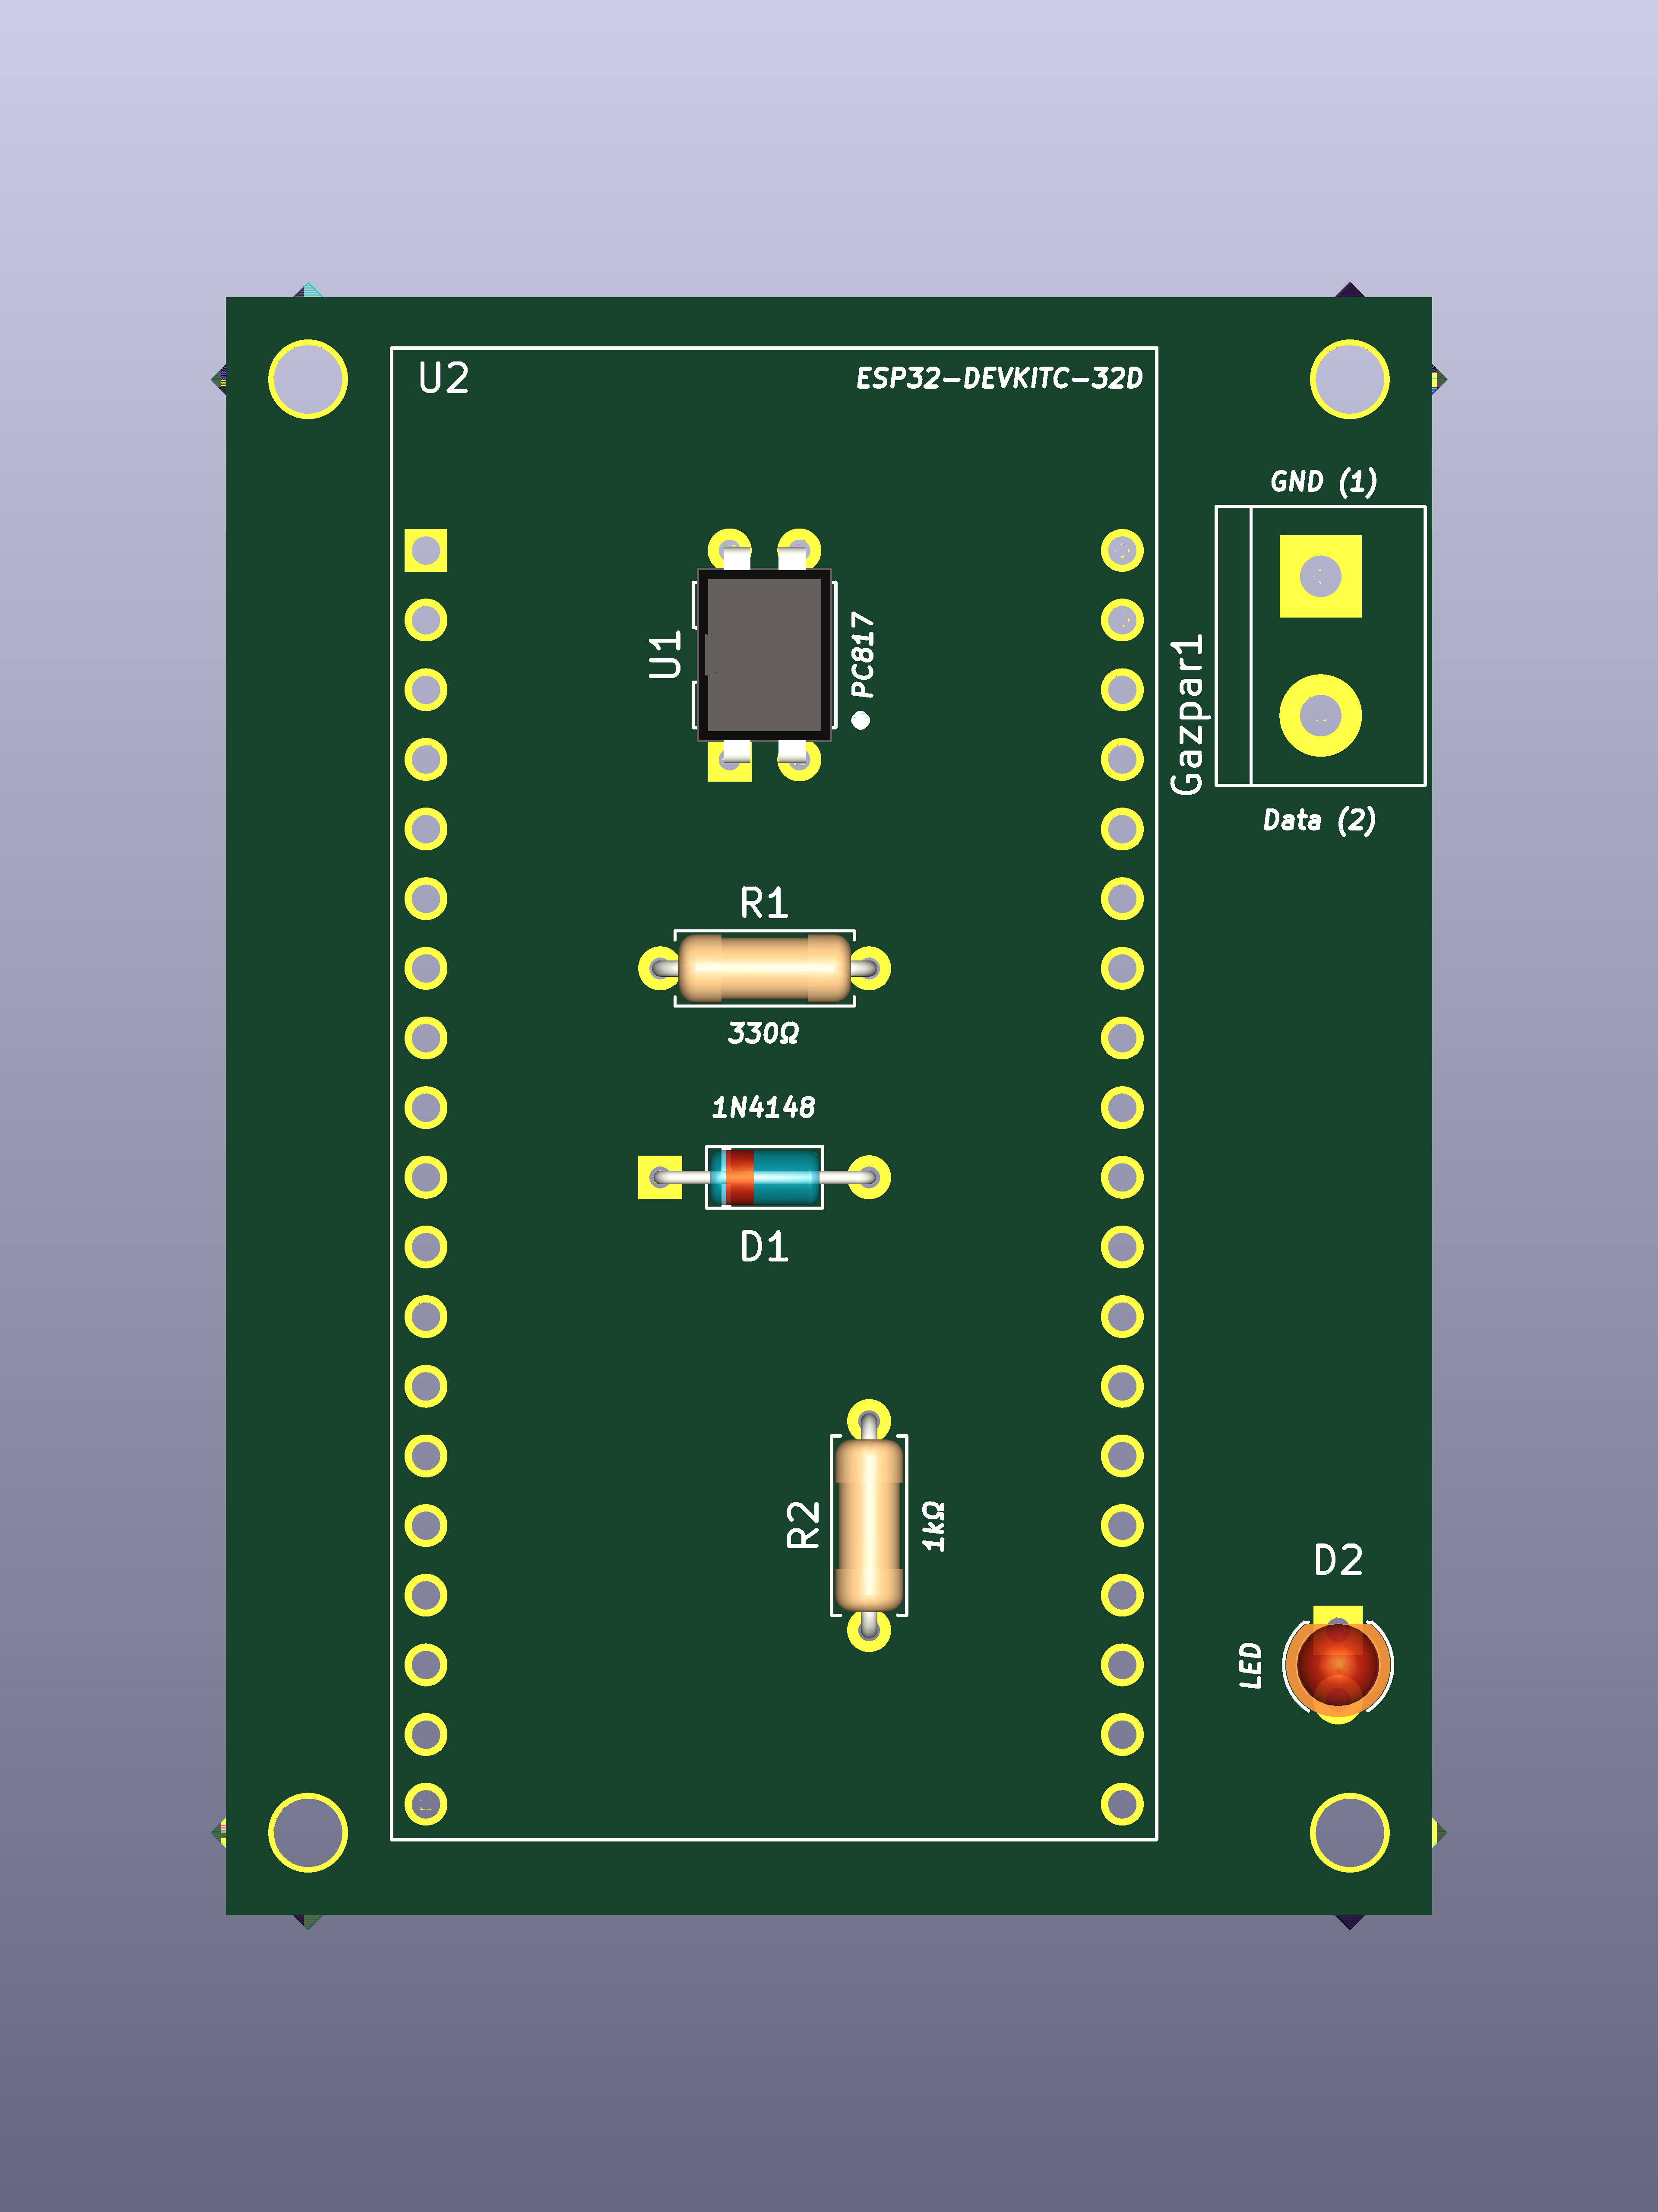 U2
ESP32-DEVKITC-32D
GND (1)
U1
PC817
Gazpar1
Data (2)
R1
330Ω
1N4148
D1
R2
1kΩ
D2
LED